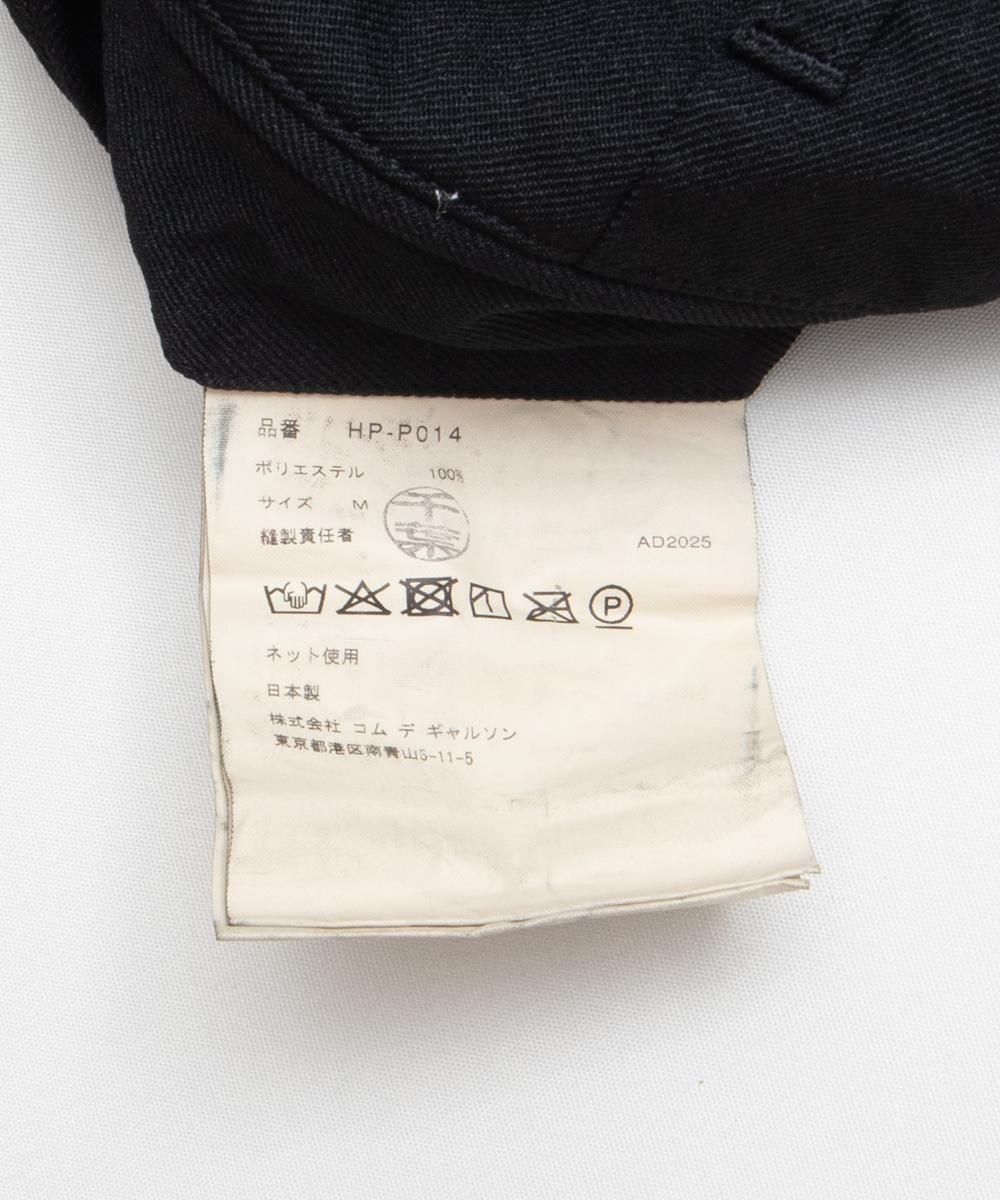 品番 HP-P014
ポリエステル 100%
サイズ M
縫製責任者 千葉
AD2025
P
ネット使用
日本製
株式会社 コム デ ギャルソン
東京都港区南青山5-11-5